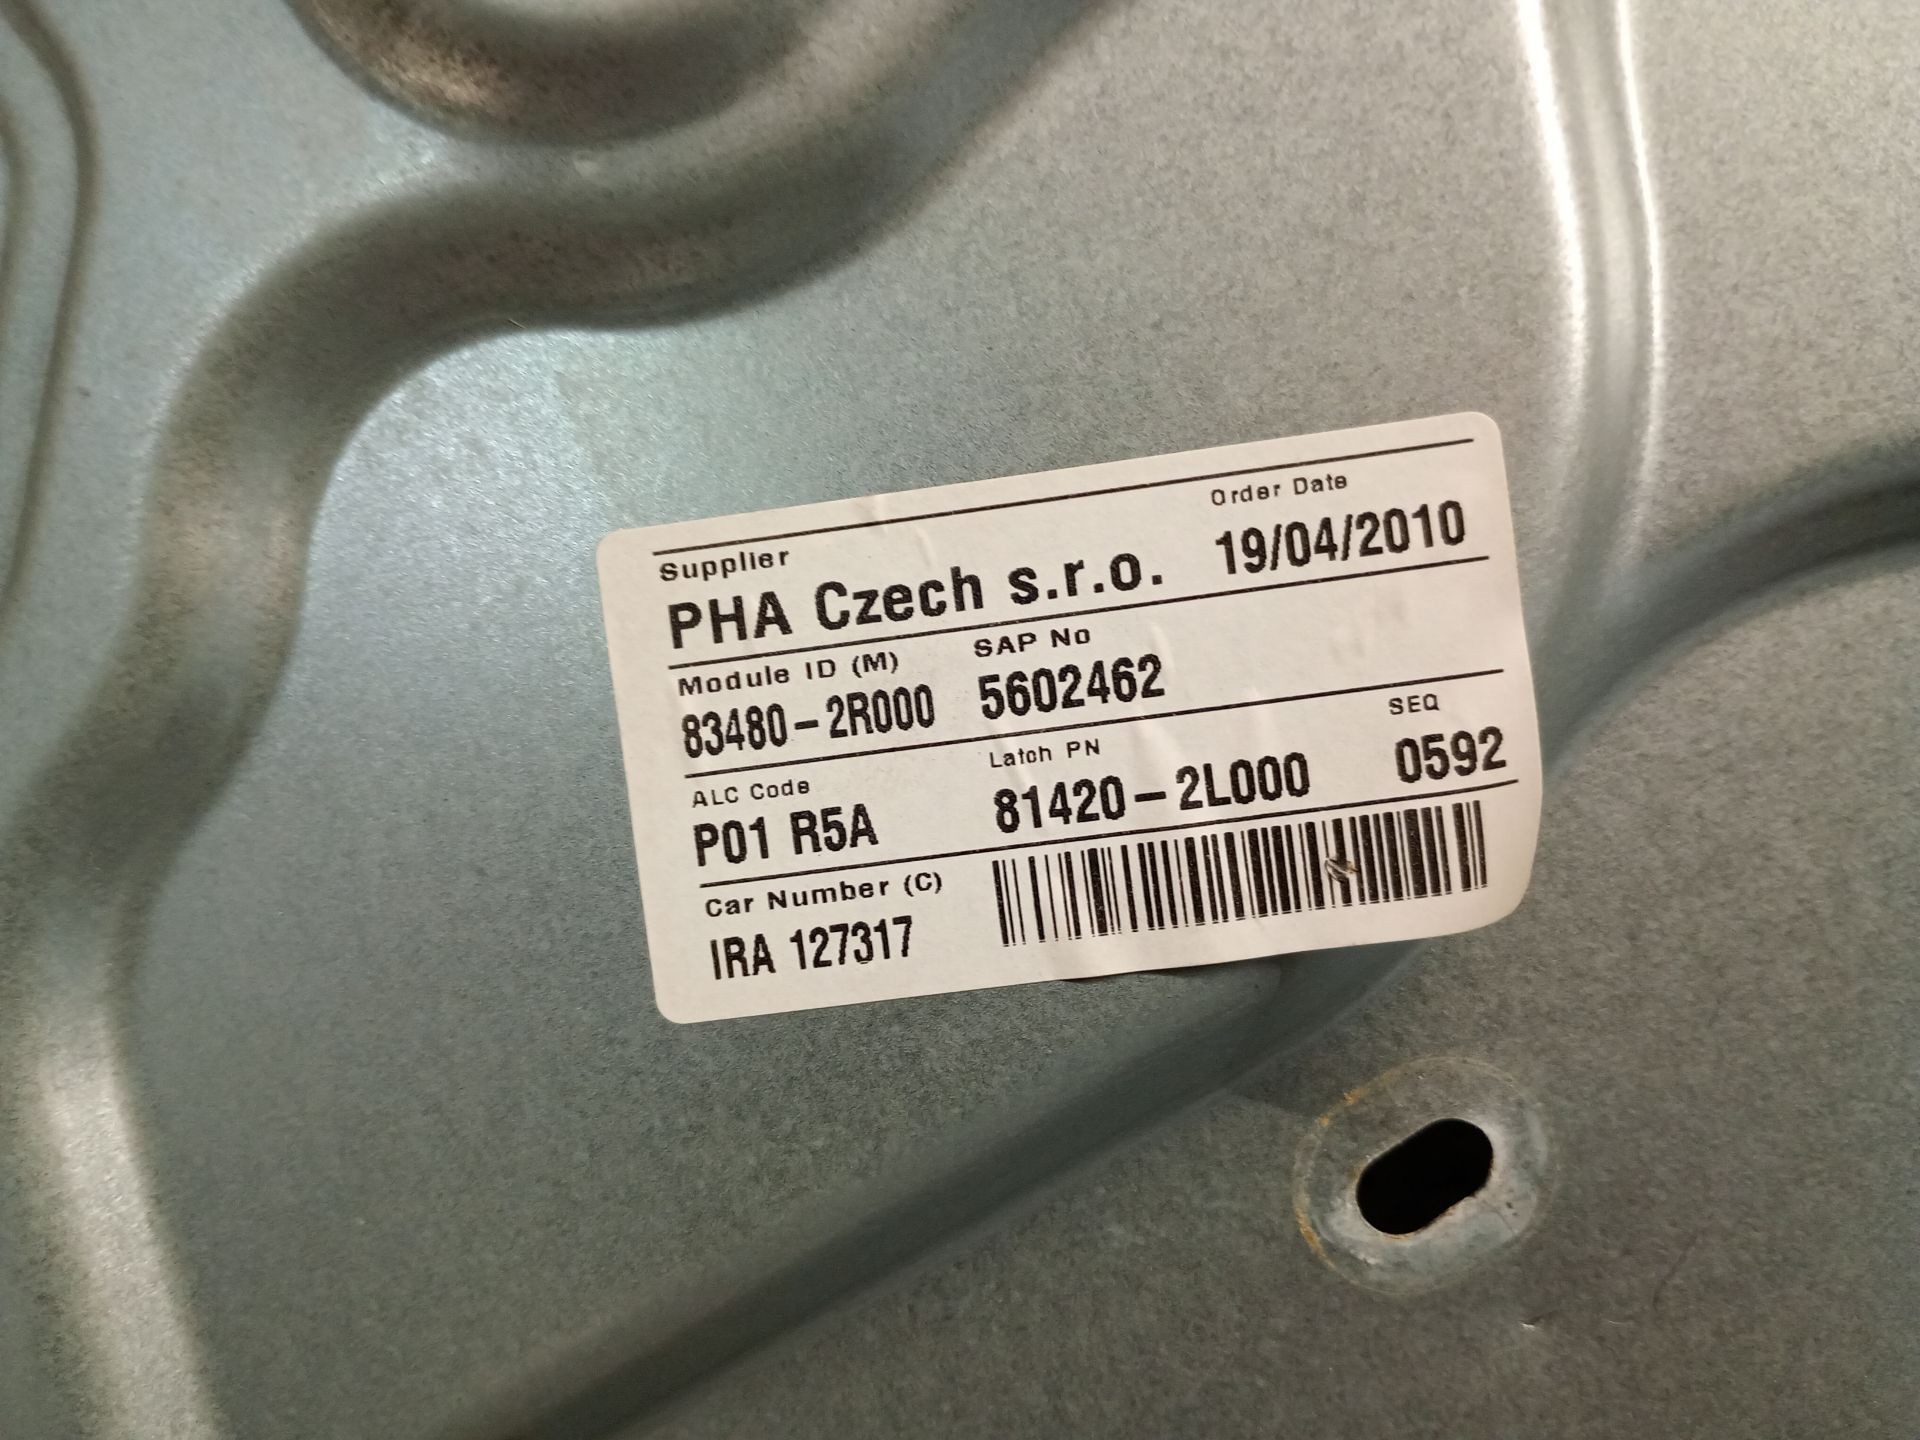 Supplier Order Date
PHA Czech s.r.o. 19/04/2010
Module ID (M) SAP No
83480-2R000 5602462
ALC Code Latch PN SEQ
P01 R5A 81420-2L000 0592
Car Number (C)
IRA 127317